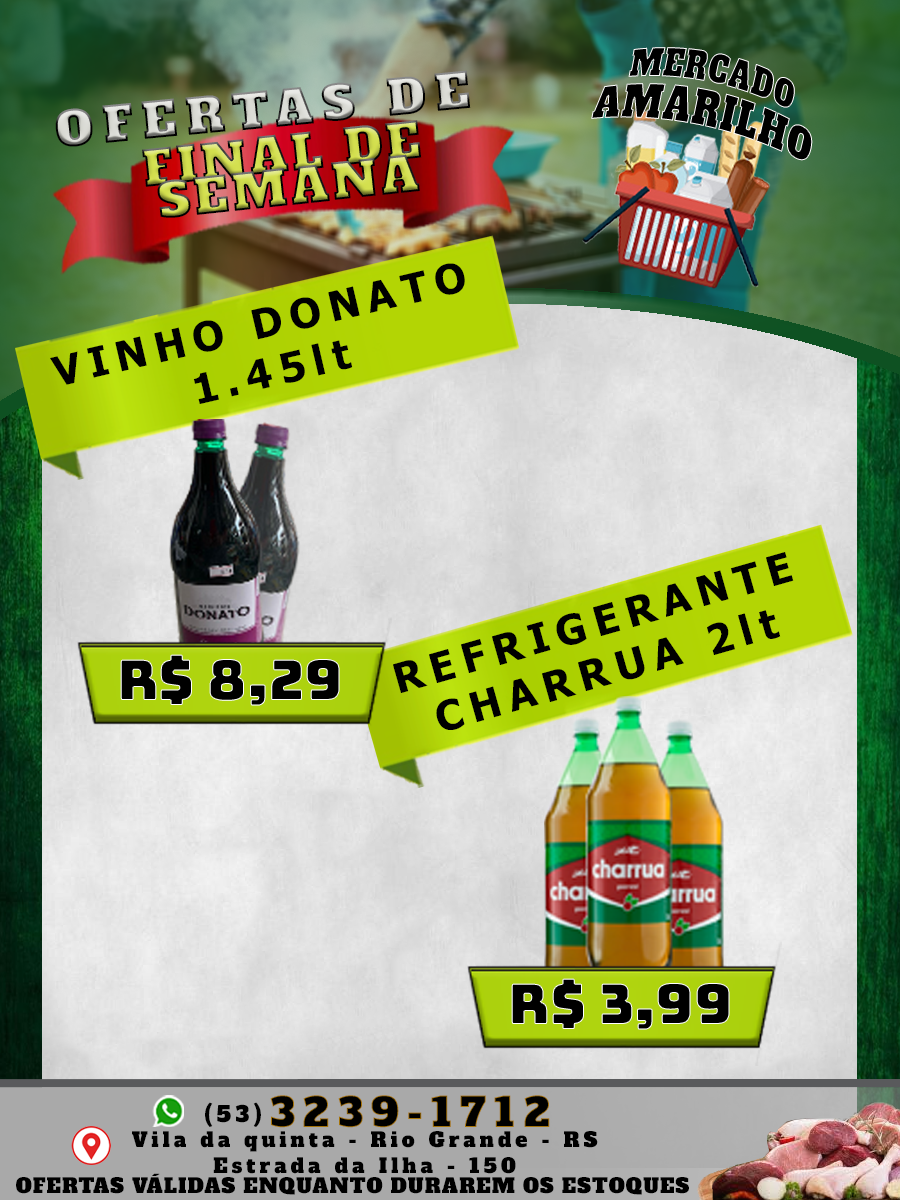 OFERTAS DE
FINAL DE
SEMANA
MERCADO
AMARILHO
VINHO DONATO
1.45lt
DONATO
R$ 8,29
REFRIGERANTE
CHARRUA 2lt
charrua
R$ 3,99
(53) 3239-1712
Vila da quinta - Rio Grande - RS
Estrada da Ilha - 150
OFERTAS VÁLIDAS ENQUANTO DURAREM OS ESTOQUES